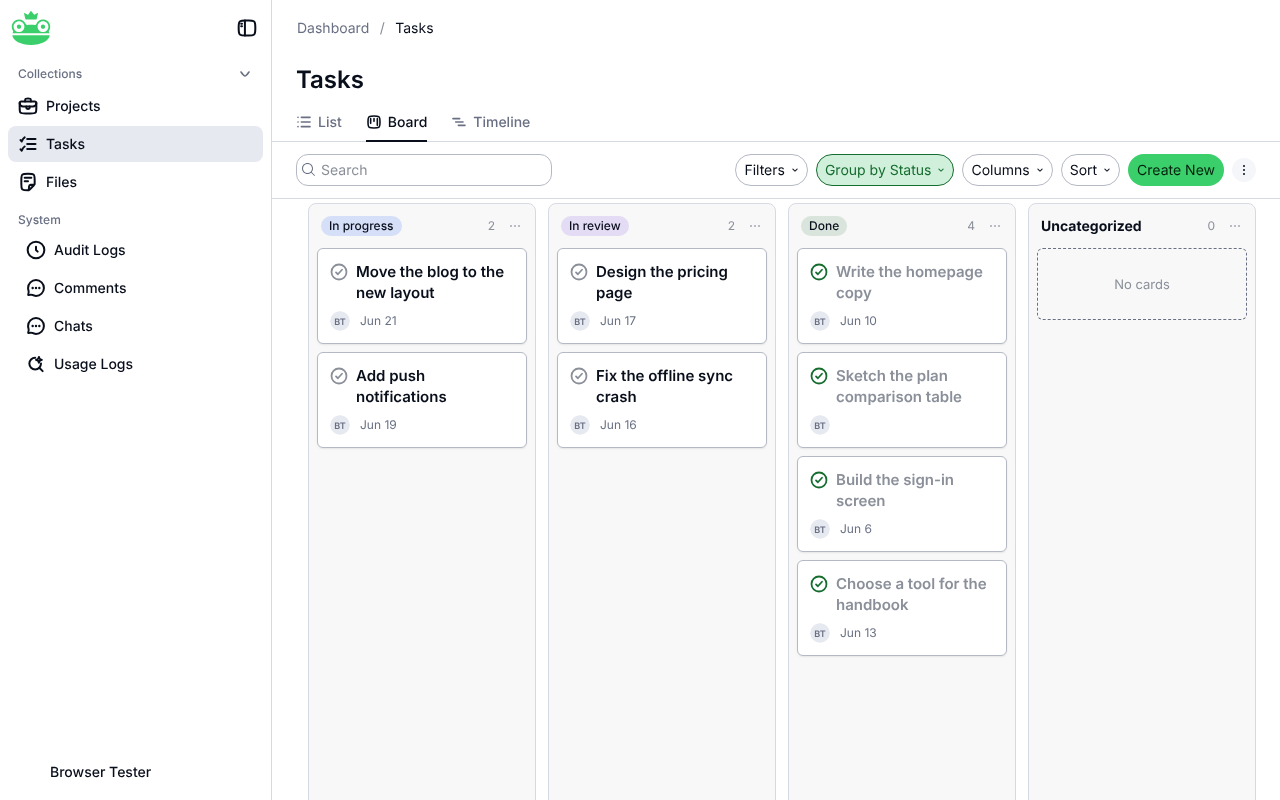 Collections
Projects
Tasks
Files
System
Audit Logs
Comments
Chats
Usage Logs
Browser Tester
Dashboard / Tasks
Tasks
List
Board
Timeline
Search
Filters
Group by Status
Columns
Sort
Create New
In progress
2
Move the blog to the
new layout
BT
Jun 21
Add push
notifications
BT
Jun 19
In review
2
Design the pricing
page
BT
Jun 17
Fix the offline sync
crash
BT
Jun 16
Done
4
Write the homepage
copy
BT
Jun 10
Sketch the plan
comparison table
BT
Build the sign-in
screen
BT
Jun 6
Choose a tool for the
handbook
BT
Jun 13
Uncategorized
0
No cards